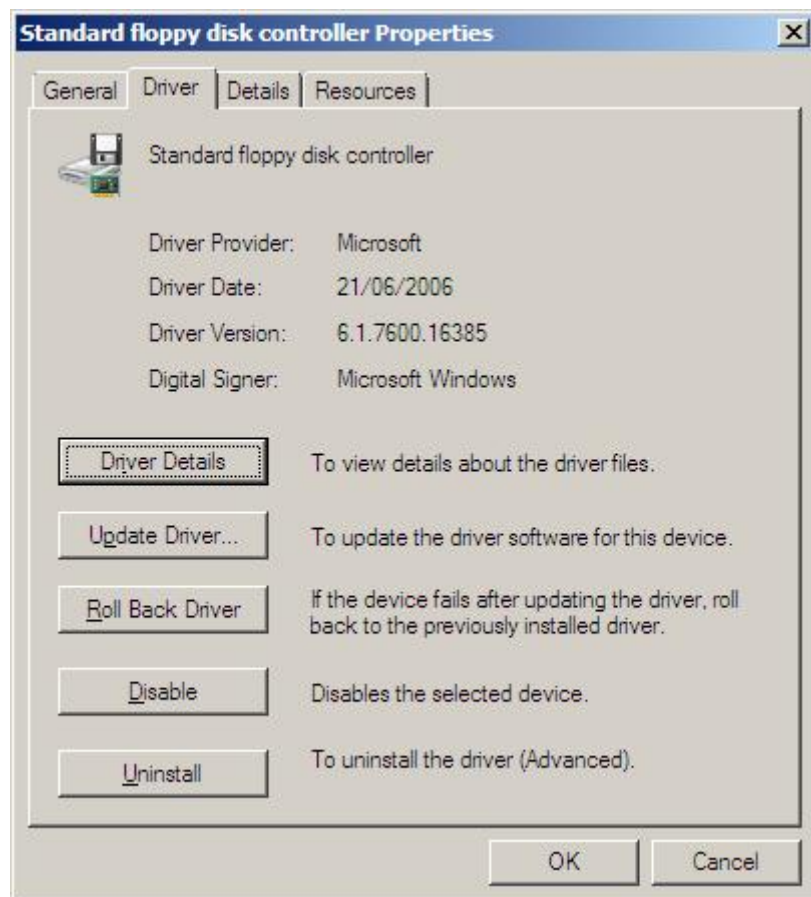 Standard floppy disk controller Properties
General Driver Details Resources
Standard floppy disk controller
Driver Provider: Microsoft
Driver Date: 21/06/2006
Driver Version: 6.1.7600.16385
Digital Signer: Microsoft Windows
Driver Details To view details about the driver files.
Update Driver... To update the driver software for this device.
Roll Back Driver If the device fails after updating the driver, roll
back to the previously installed driver.
Disable Disables the selected device.
Uninstall To uninstall the driver (Advanced).
OK Cancel